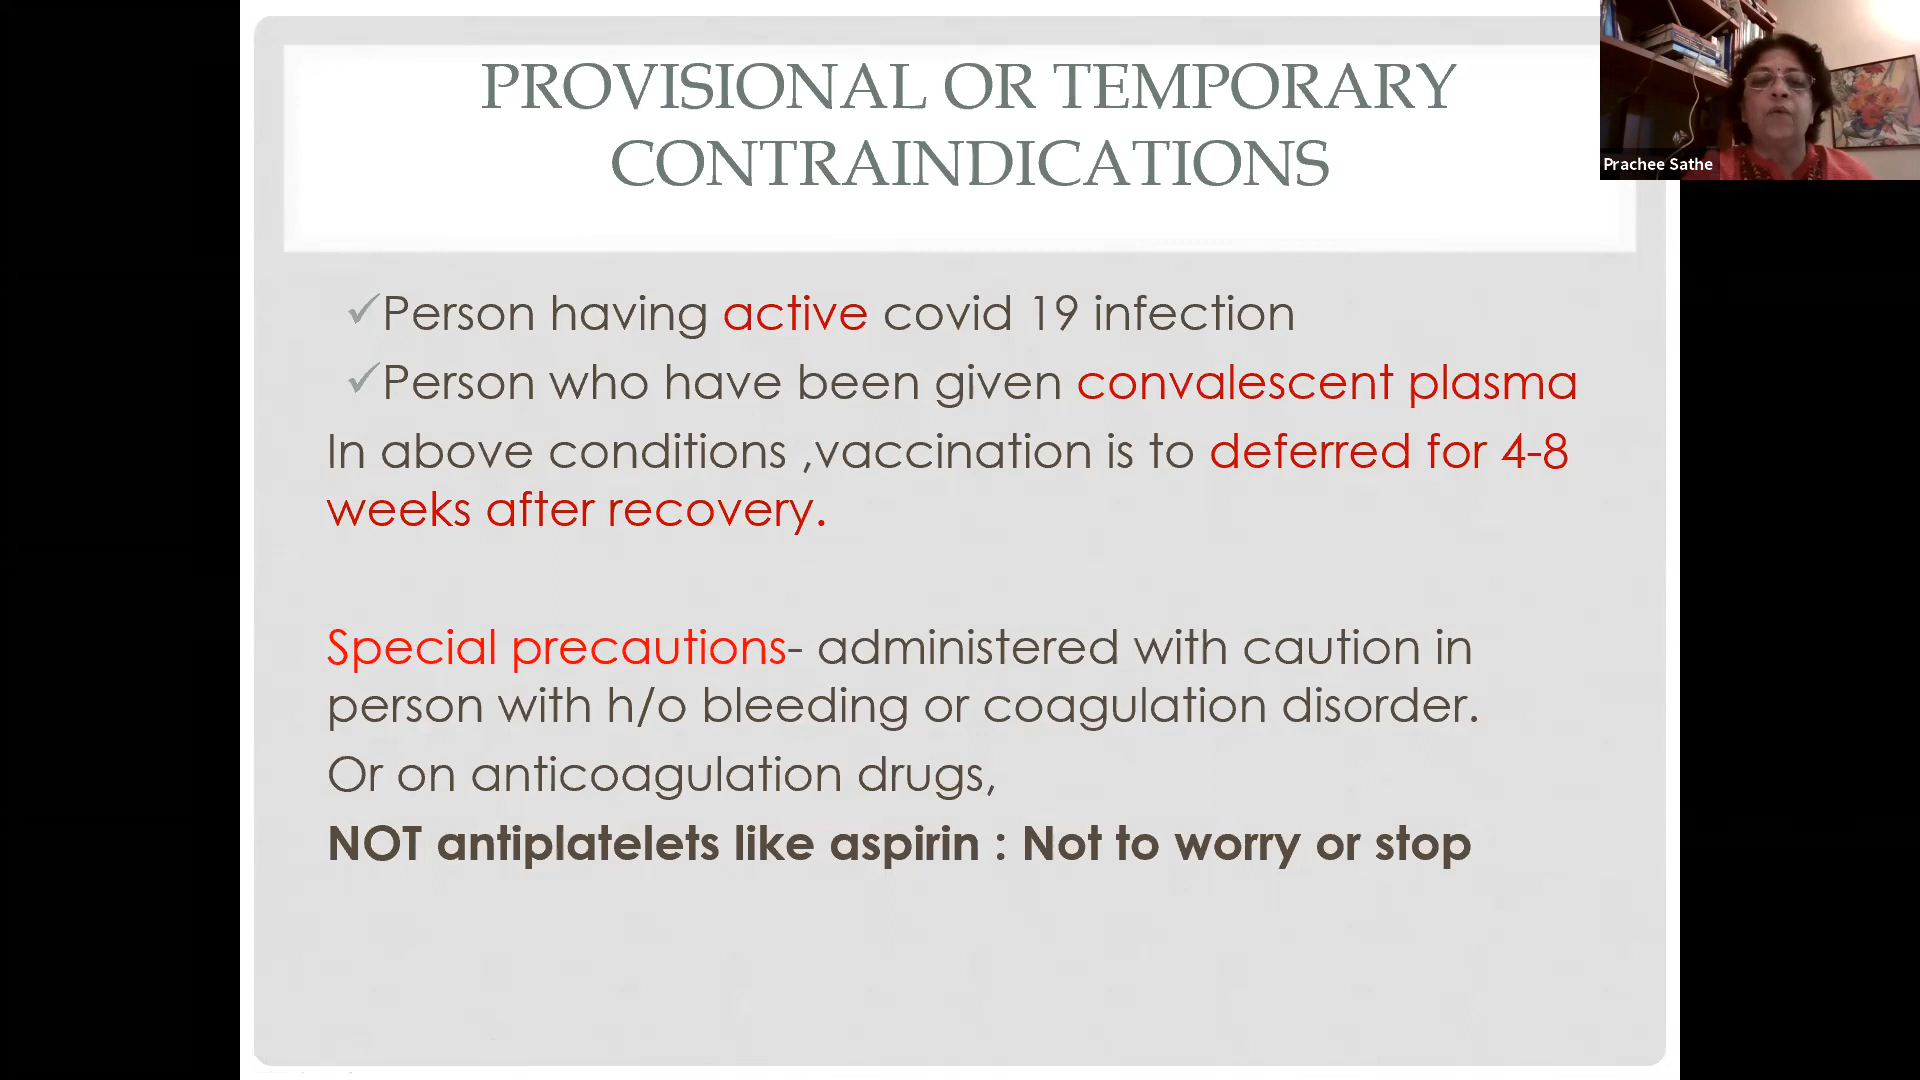 PROVISIONAL OR TEMPORARY
CONTRAINDICATIONS
Prachee Sathe
✓Person having active covid 19 infection
✓Person who have been given convalescent plasma
In above conditions ,vaccination is to deferred for 4-8
weeks after recovery.
Special precautions- administered with caution in
person with h/o bleeding or coagulation disorder.
Or on anticoagulation drugs,
NOT antiplatelets like aspirin : Not to worry or stop